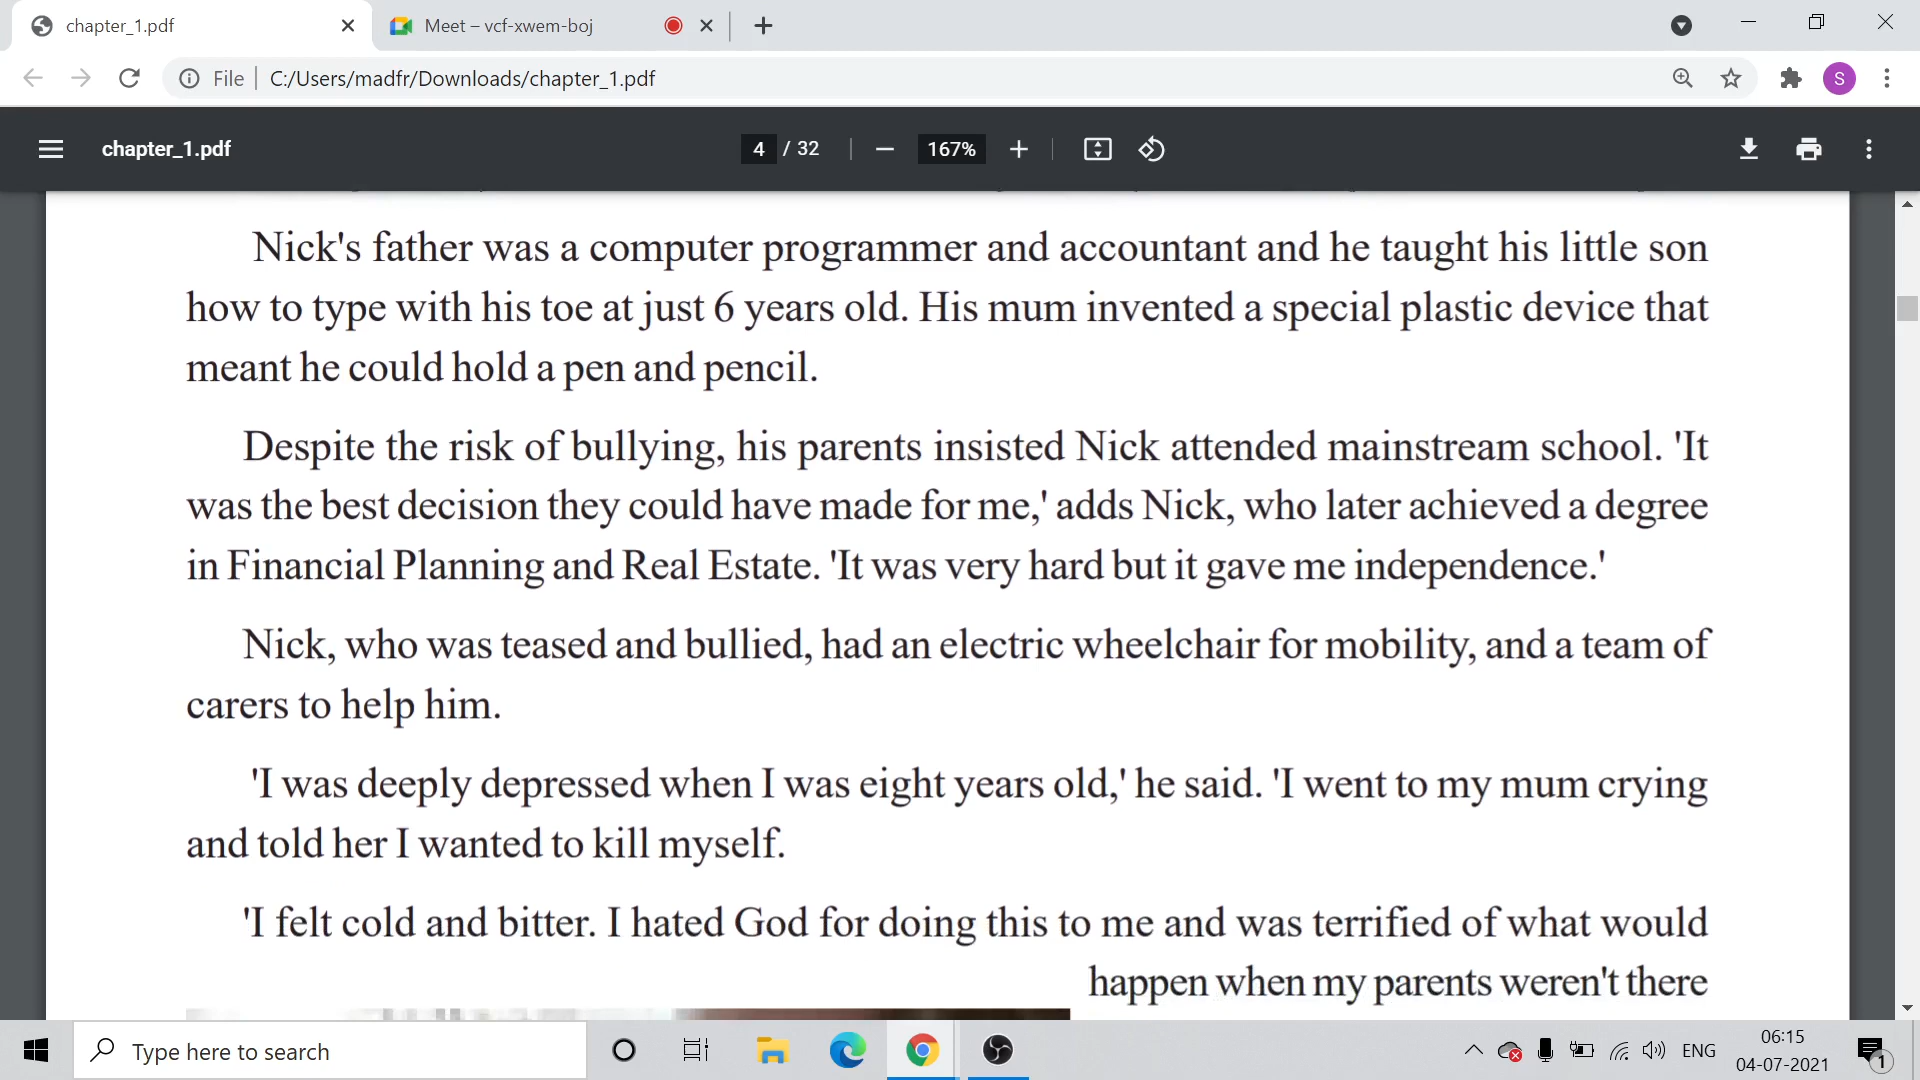 chapter_1.pdf
Meet – vcf-xwem-boj
File
C:/Users/madfr/Downloads/chapter_1.pdf
S
chapter_1.pdf
4 / 32
167%
Nick's father was a computer programmer and accountant and he taught his little son
how to type with his toe at just 6 years old. His mum invented a special plastic device that
meant he could hold a pen and pencil.
Despite the risk of bullying, his parents insisted Nick attended mainstream school. 'It
was the best decision they could have made for me,' adds Nick, who later achieved a degree
in Financial Planning and Real Estate. 'It was very hard but it gave me independence.'
Nick, who was teased and bullied, had an electric wheelchair for mobility, and a team of
carers to help him.
'I was deeply depressed when I was eight years old,' he said. 'I went to my mum crying
and told her I wanted to kill myself.
'I felt cold and bitter. I hated God for doing this to me and was terrified of what would
happen when my parents weren't there
Type here to search
ENG
06:15
04-07-2021
1